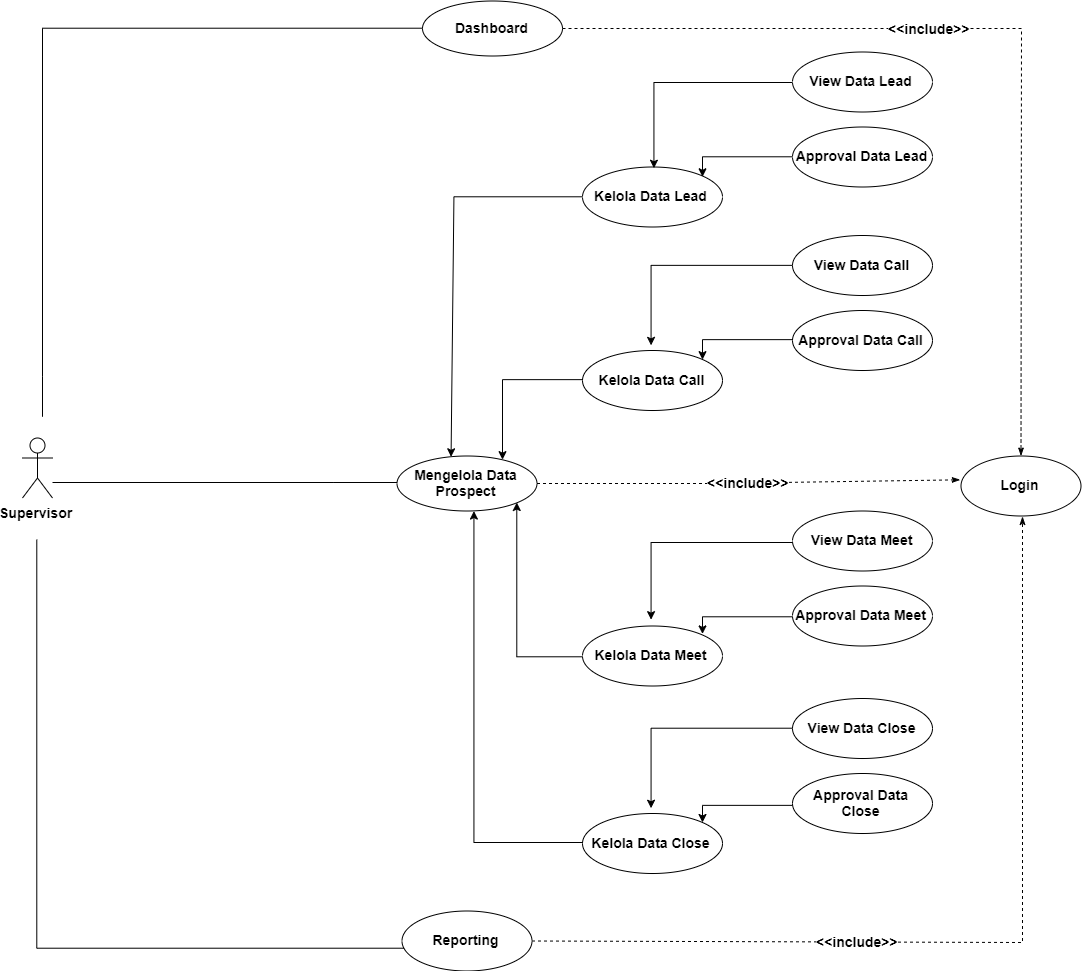 Dashboard
<<include>>
View Data Lead
Approval Data Lead
Kelola Data Lead
View Data Call
Approval Data Call
Kelola Data Call
Mengelola Data
Prospect
<<include>>
Login
Supervisor
View Data Meet
Approval Data Meet
Kelola Data Meet
View Data Close
Approval Data
Close
Kelola Data Close
Reporting
<<include>>